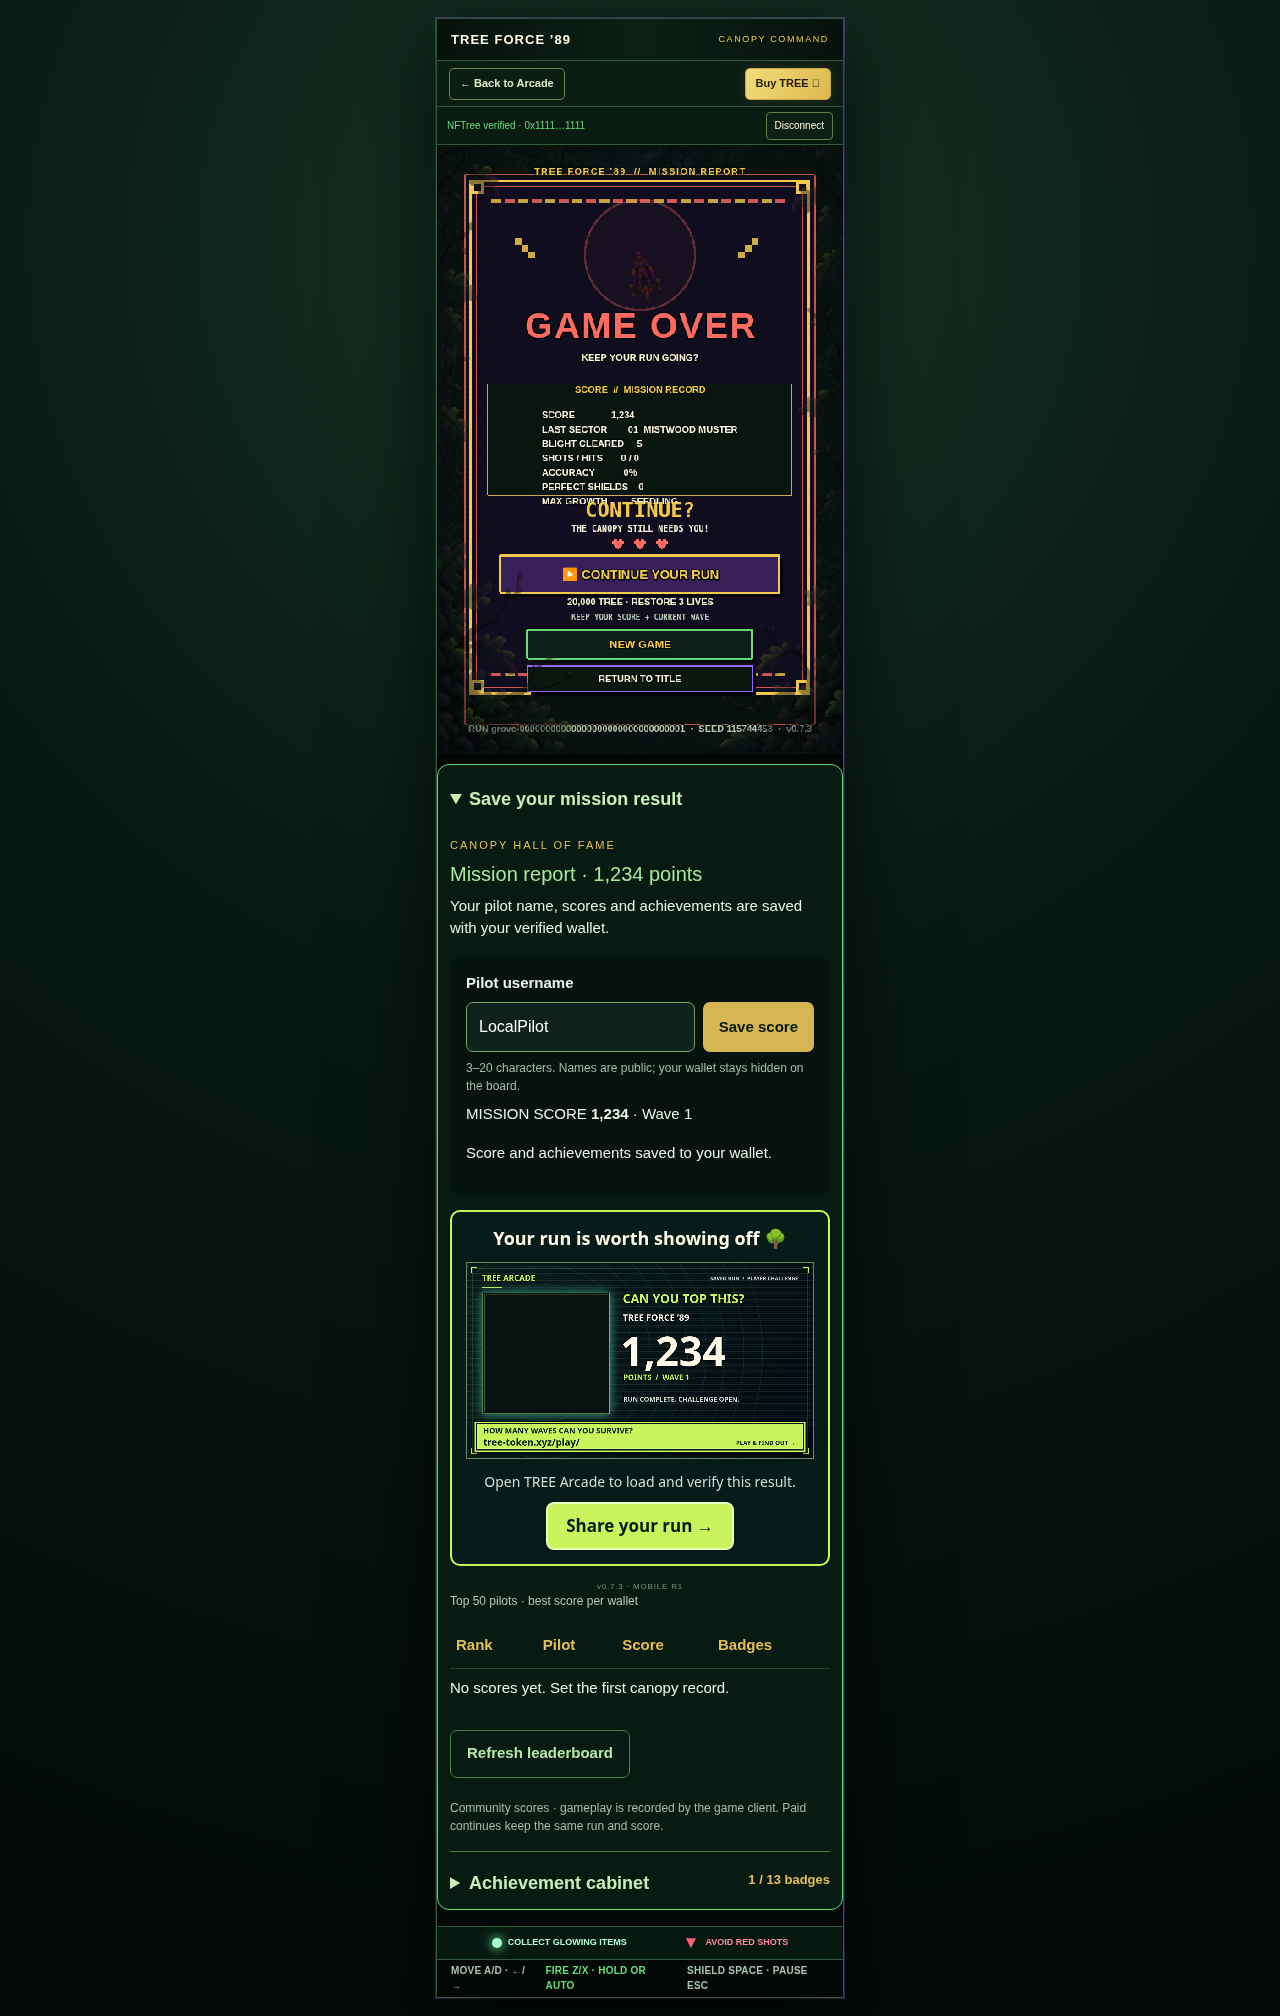 TREE FORCE ’89
CANOPY COMMAND
← Back to Arcade
Buy TREE
NFTree verified · 0x1111…1111
Disconnect
TREE FORCE ’89 // MISSION REPORT
GAME OVER
KEEP YOUR RUN GOING?
SCORE // MISSION RECORD
SCORE 1,234
LAST SECTOR 01 MISTWOOD MUSTER
BLIGHT CLEARED 5
SHOTS / HITS 0 / 0
ACCURACY 0%
PERFECT SHIELDS 0
MAX GROWTH SEEDLING
CONTINUE?
THE CANOPY STILL NEEDS YOU!
▶ CONTINUE YOUR RUN
20,000 TREE · RESTORE 3 LIVES
KEEP YOUR SCORE + CURRENT WAVE
NEW GAME
RETURN TO TITLE
RUN · SEED · v0.7.3
▼ Save your mission result
CANOPY HALL OF FAME
Mission report · 1,234 points
Your pilot name, scores and achievements are saved
with your verified wallet.
Pilot username
LocalPilot
Save score
3–20 characters. Names are public; your wallet stays hidden on
the board.
MISSION SCORE 1,234 · Wave 1
Score and achievements saved to your wallet.
Your run is worth showing off 🌳
TREE ARCADE
SAVED RUN / PLAYER CHALLENGE
CAN YOU TOP THIS?
TREE FORCE ’89
1,234
POINTS / WAVE 1
RUN COMPLETE. CHALLENGE OPEN.
HOW MANY WAVES CAN YOU SURVIVE?
tree-token.xyz/play/
PLAY & FIND OUT →
Open TREE Arcade to load and verify this result.
Share your run →
v0.7.3 · MOBILE R1
Top 50 pilots · best score per wallet
Rank Pilot Score Badges
No scores yet. Set the first canopy record.
Refresh leaderboard
Community scores · gameplay is recorded by the game client. Paid
continues keep the same run and score.
▶ Achievement cabinet
1 / 13 badges
COLLECT GLOWING ITEMS
▼ AVOID RED SHOTS
MOVE A/D · ←/→
FIRE Z/X · HOLD OR AUTO
SHIELD SPACE · PAUSE ESC